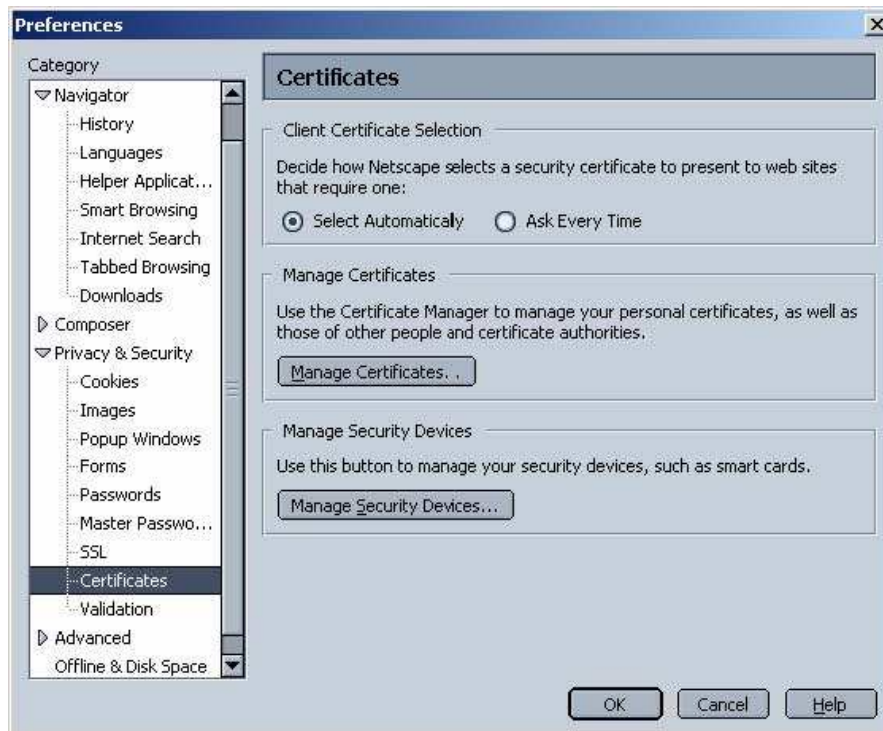 Preferences
Category
Navigator
History
Languages
Helper Applicat...
Smart Browsing
Internet Search
Tabbed Browsing
Downloads
Composer
Privacy & Security
Cookies
Images
Popup Windows
Forms
Passwords
Master Passwo...
SSL
Certificates
Validation
Advanced
Offline & Disk Space
Certificates
Client Certificate Selection
Decide how Netscape selects a security certificate to present to web sites
that require one:
Select Automaticaly Ask Every Time
Manage Certificates
Use the Certificate Manager to manage your personal certificates, as well as
those of other people and certificate authorities.
Manage Certificates. .
Manage Security Devices
Use this button to manage your security devices, such as smart cards.
Manage Security Devices...
OK Cancel Help